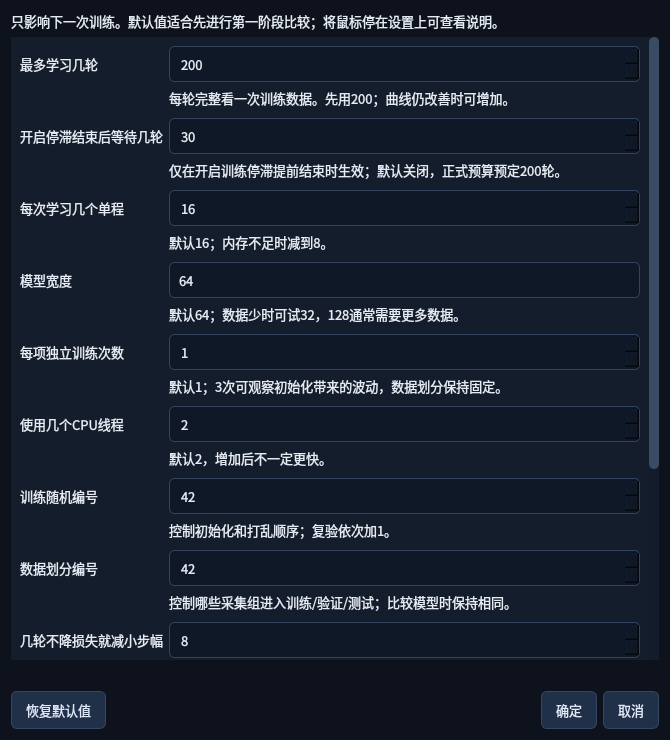 只影响下一次训练。默认值适合先进行第一阶段比较；将鼠标停在设置上可查看说明。
最多学习几轮 200
每轮完整看一次训练数据。先用200；曲线仍改善时可增加。
开启停滞结束后等待几轮 30
仅在开启训练停滞提前结束时生效；默认关闭，正式预算预定200轮。
每次学习几个单程 16
默认16；内存不足时减到8。
模型宽度 64
默认64；数据少时可试32，128通常需要更多数据。
每项独立训练次数 1
默认1；3次可观察初始化带来的波动，数据划分保持固定。
使用几个CPU线程 2
默认2，增加后不一定更快。
训练随机编号 42
控制初始化和打乱顺序；复验依次加1。
数据划分编号 42
控制哪些采集组进入训练/验证/测试；比较模型时保持相同。
几轮不降损失就减小步幅 8
恢复默认值 确定 取消